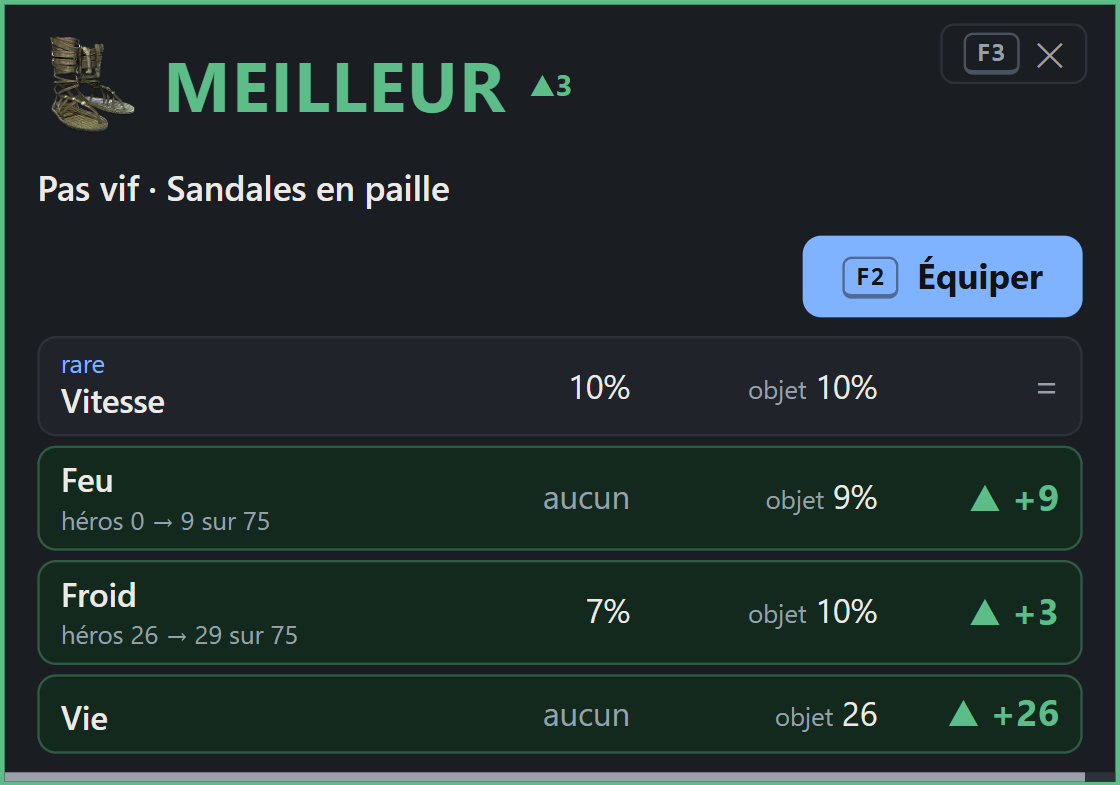 MEILLEUR ▲3
F3 ×
Pas vif · Sandales en paille
F2 Équiper
rare
Vitesse 10% objet 10% =
Feu aucun objet 9% ▲ +9
héros 0 → 9 sur 75
Froid 7% objet 10% ▲ +3
héros 26 → 29 sur 75
Vie aucun objet 26 ▲ +26